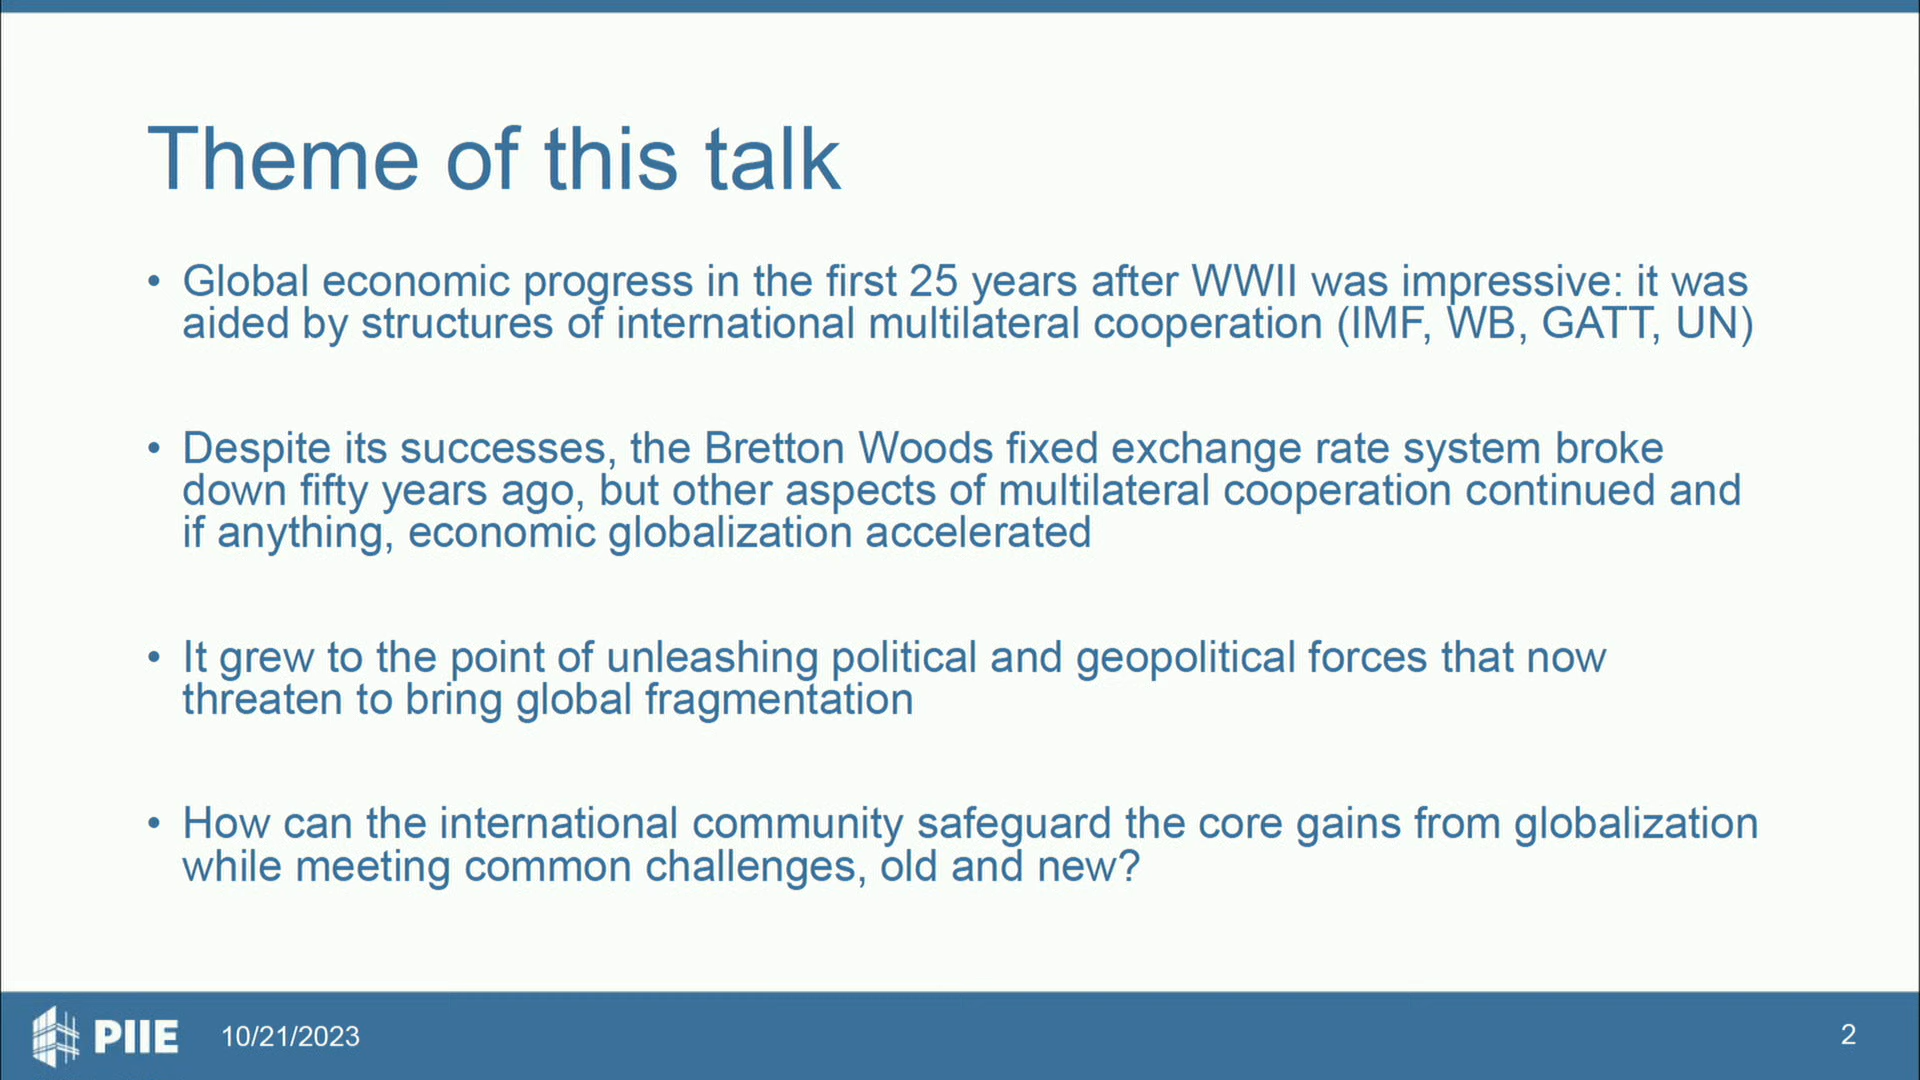 Theme of this talk
• Global economic progress in the first 25 years after WWII was impressive: it was
aided by structures of international multilateral cooperation (IMF, WB, GATT, UN)
• Despite its successes, the Bretton Woods fixed exchange rate system broke
down fifty years ago, but other aspects of multilateral cooperation continued and
if anything, economic globalization accelerated
• It grew to the point of unleashing political and geopolitical forces that now
threaten to bring global fragmentation
• How can the international community safeguard the core gains from globalization
while meeting common challenges, old and new?
PIIE 10/21/2023 2